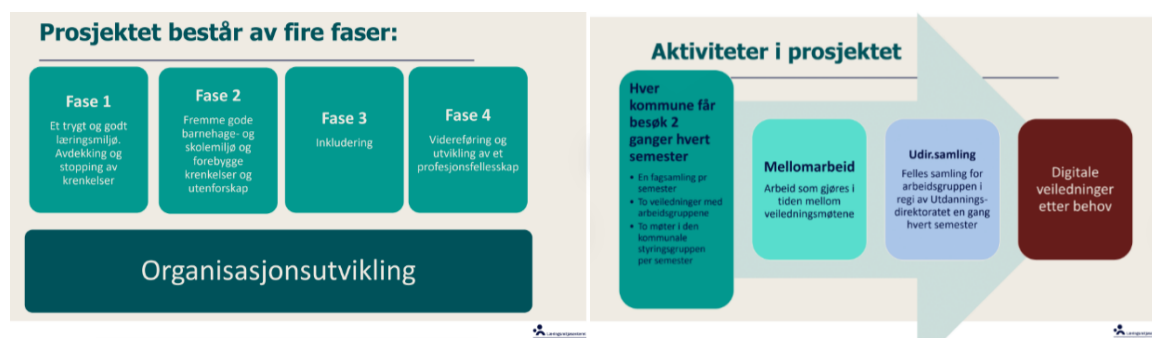 Prosjektet består av fire faser:
Fase 1
Et trygt og godt
læringsmiljø.
Avdekking og
stopping av
krenkelser
Fase 2
Fremme gode
barnehage- og
skolemiljø og
forebygge
krenkelser og
utenforskap
Fase 3
Inkludering
Fase 4
Videreføring og
utvikling av et
profesjonsfellesskap
Organisasjonsutvikling
Aktiviteter i prosjektet
Hver
kommune får
besøk 2
ganger hvert
semester
• En fagsamling pr
semester
• To veiledninger med
arbeidsgruppene
• To møter i den
kommunale
styringsgruppen
per semester
Mellomarbeid
Arbeid som gjøres i
tiden mellom
veiledningsmøtene
Udir.samling
Felles samling for
arbeidsgruppen i
regi av Utdannings-
direktoratet en gang
hvert semester
Digitale
veiledninger
etter behov